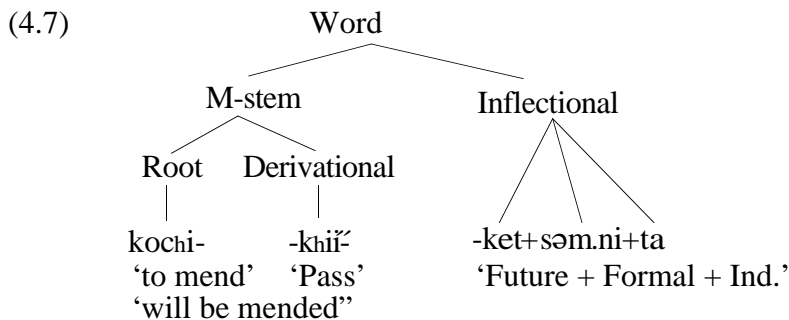 (4.7) Word
M-stem Inflectional
Root Derivational
kochi- -ket+səm.ni+ta
‘to mend’ ‘Pass’ ‘Future + Formal + Ind.’
‘will be mended”